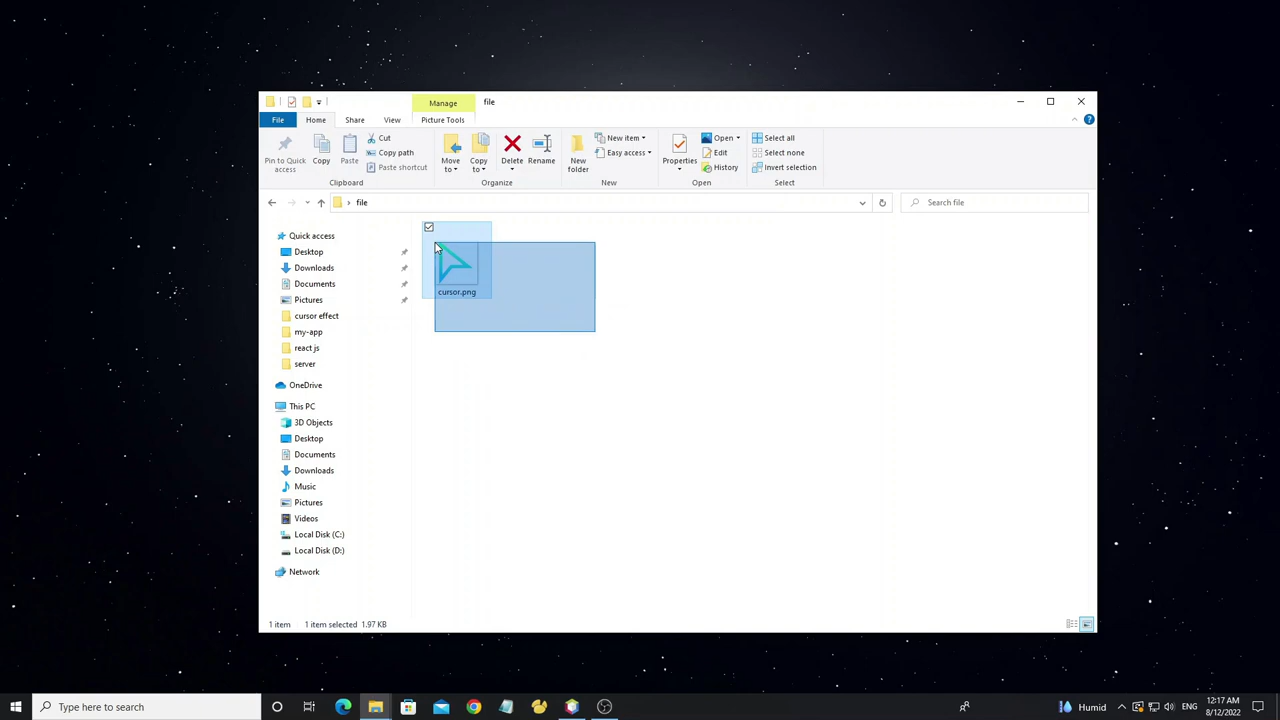 Manage
file
File
Home
Share
View
Picture Tools
Pin to Quick
access
Copy
Paste
Cut
Copy path
Paste shortcut
Clipboard
Move
to
Copy
to
Delete
Rename
Organize
New
folder
New item
Easy access
New
Properties
Open
Edit
History
Open
Select all
Select none
Invert selection
Select
file
Search file
Quick access
Desktop
Downloads
Documents
Pictures
cursor effect
my-app
react js
server
OneDrive
This PC
3D Objects
Desktop
Documents
Downloads
Music
Pictures
Videos
Local Disk (C:)
Local Disk (D:)
Network
cursor.png
1 item
1 item selected 1.97 KB
Type here to search
Humid
ENG
12:17 AM
8/12/2022